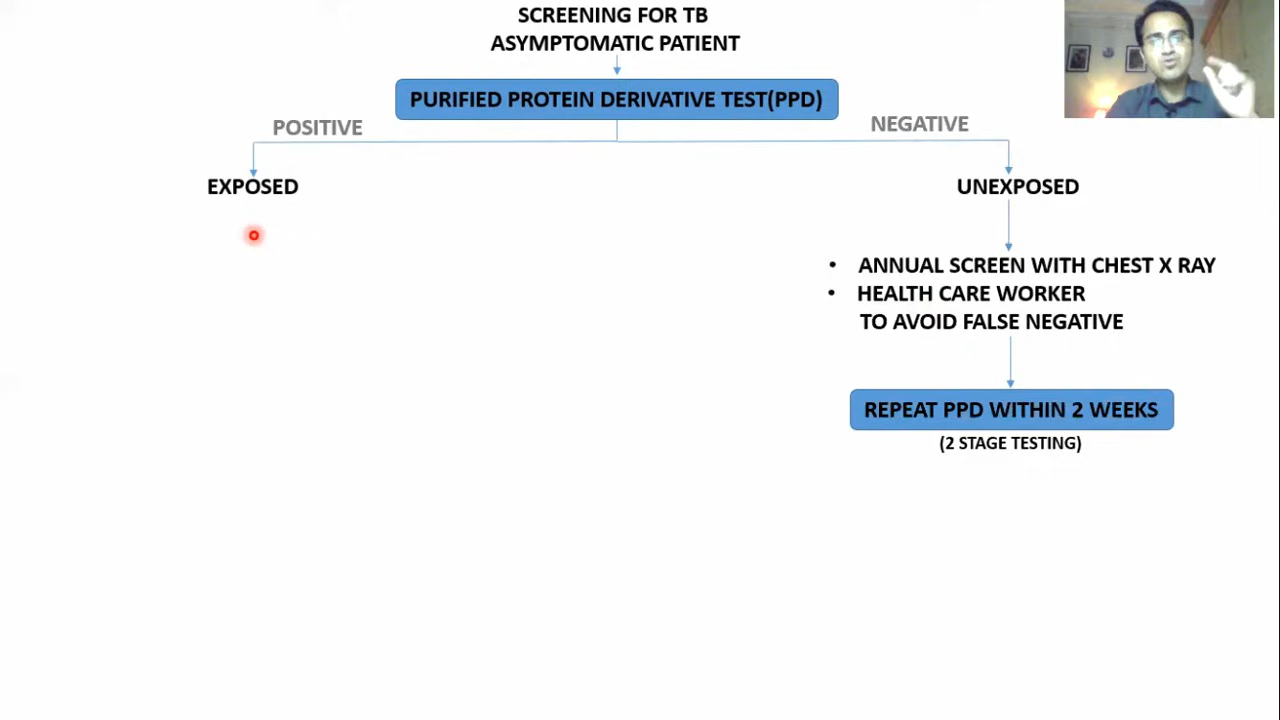 SCREENING FOR TB
ASYMPTOMATIC PATIENT
PURIFIED PROTEIN DERIVATIVE TEST(PPD)
POSITIVE
NEGATIVE
EXPOSED
UNEXPOSED
• ANNUAL SCREEN WITH CHEST X RAY
• HEALTH CARE WORKER
TO AVOID FALSE NEGATIVE
REPEAT PPD WITHIN 2 WEEKS
(2 STAGE TESTING)